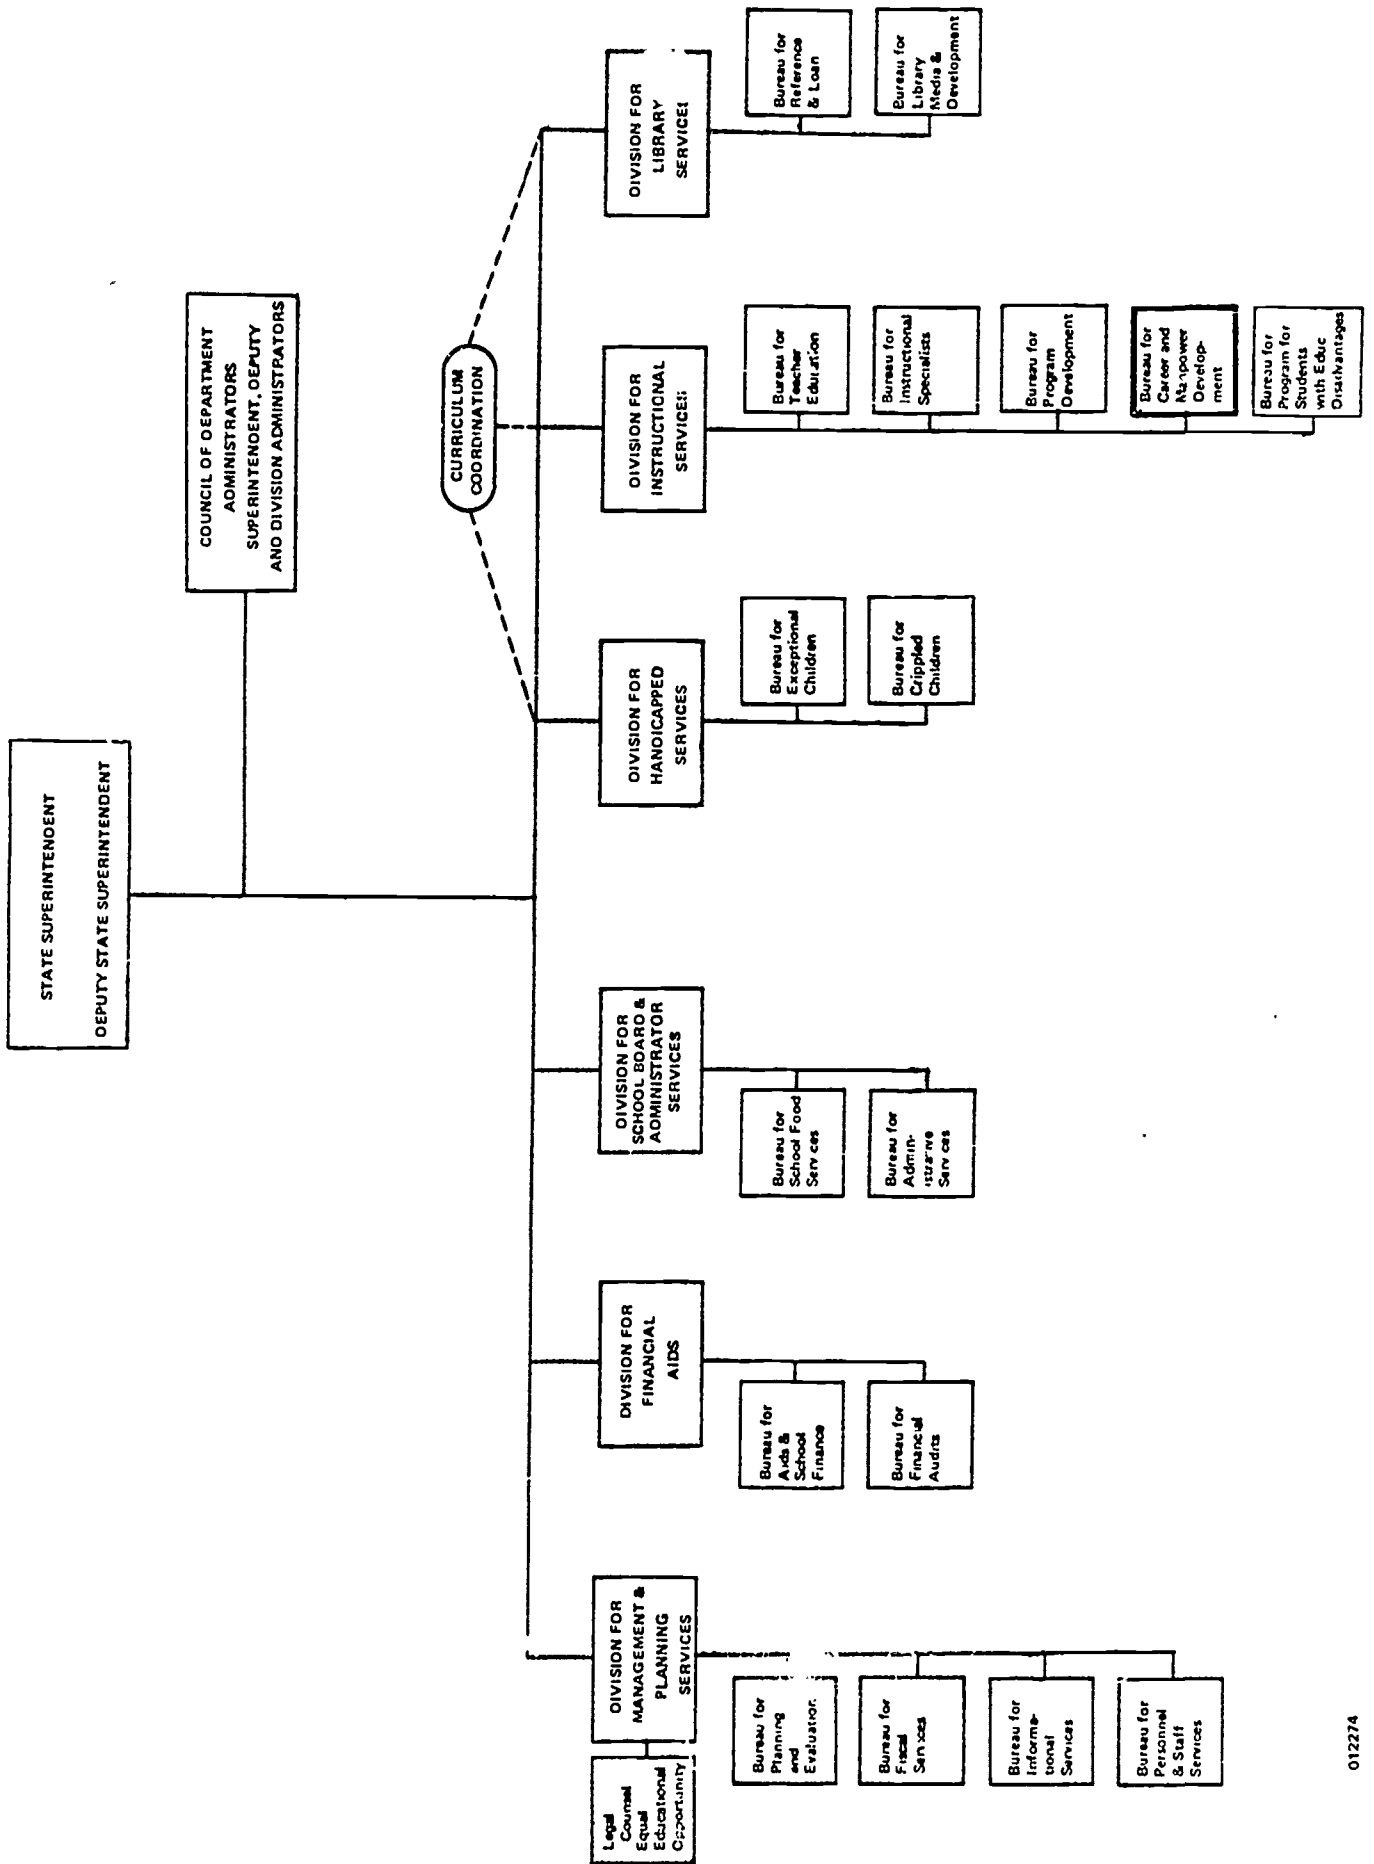 STATE SUPERINTENDENT
DEPUTY STATE SUPERINTENDENT
COUNCIL OF DEPARTMENT
ADMINISTRATORS
SUPERINTENDENT, DEPUTY
AND DIVISION ADMINISTRATORS
CURRICULUM
COORDINATION
DIVISION FOR
MANAGEMENT &
PLANNING
SERVICES
Legal
Counsel
Equal
Educational
Opportunity
Bureau for
Planning
and
Evaluation
Bureau for
Fiscal
Services
Bureau for
Informa-
tional
Services
Bureau for
Personnel
& Staff
Services
DIVISION FOR
FINANCIAL
AIDS
Bureau for
Aids &
School
Finance
Bureau for
Financial
Audits
DIVISION FOR
SCHOOL BOARD &
ADMINISTRATOR
SERVICES
Bureau for
School Food
Services
Bureau for
Admin-
istrative
Services
DIVISION FOR
HANDICAPPED
SERVICES
Bureau for
Exceptional
Children
Bureau for
Crippled
Children
DIVISION FOR
INSTRUCTIONAL
SERVICES
Bureau for
Teacher
Education
Bureau for
Instructional
Specialists
Bureau for
Program
Development
Bureau for
Career and
Manpower
Develop-
ment
Bureau for
Program for
Students
with Educ
Disadvantages
DIVISION FOR
LIBRARY
SERVICES
Bureau for
Reference
& Loan
Bureau for
Library
Media &
Development
012274